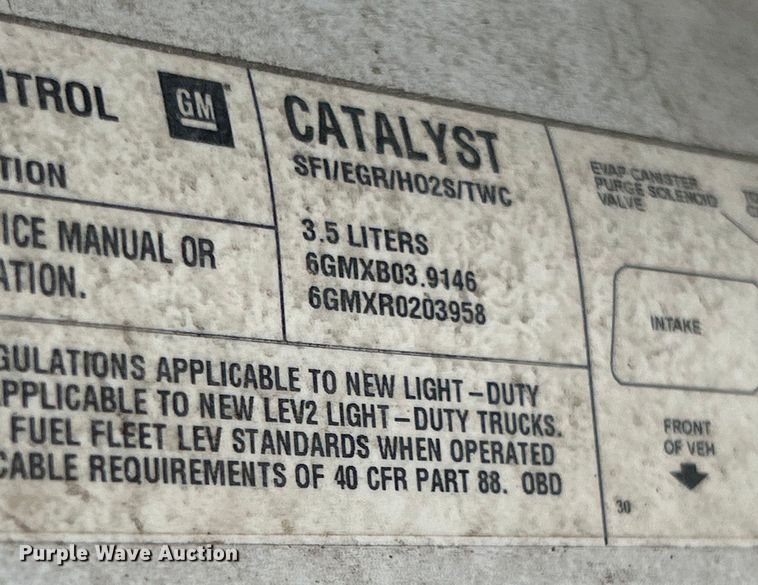 NTROL
GM
TION
ICE MANUAL OR
ATION.
CATALYST
SFI/EGR/HO2S/TWC
3.5 LITERS
6GMXB03.9146
6GMXR0203958
GULATIONS APPLICABLE TO NEW LIGHT-DUTY
PPLICABLE TO NEW LEV2 LIGHT-DUTY TRUCKS.
FUEL FLEET LEV STANDARDS WHEN OPERATED
CABLE REQUIREMENTS OF 40 CFR PART 88. OBD
EVAP CANISTER
PURGE SOLENOID
VALVE
INTAKE
FRONT
OF VEH
30
Purple Wave Auction